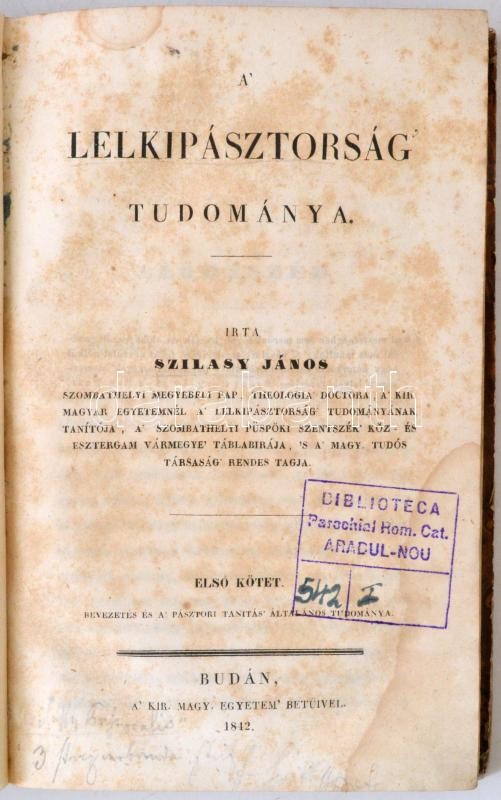 A'
LELKIPÁSZTORSÁG'
TUDOMÁNYA.
IRTA
SZILASY JÁNOS
SZOMBATHELYI MEGYEBELI PAP, THEOLOGIA' DOCTORA, A' KIR.
MAGYAR EGYETEMNÉL A' LELKIPÁSZTORSÁG' TUDOMÁNYÁNAK
TANÍTÓJA, A' SZOMBATHELYI PÜSPÖKI SZENTSZÉK' KÖZ- ÉS
ESZTERGAM VÁRMEGYE' TÁBLABIRÁJA, 'S A' MAGY. TUDÓS
TÁRSASÁG' RENDES TAGJA.
BIBLIOTECA
Parochial Rom. Cat.
ARADUL-NOU
542 I
ELSŐ KÖTET.
BEVEZETÉS ÉS A' PÁSZTORI TANITÁS' ÁLTALÁNOS TUDOMÁNYA.
BUDÁN,
A' KIR. MAGY. EGYETEM' BETŰIVEL.
1842.
3